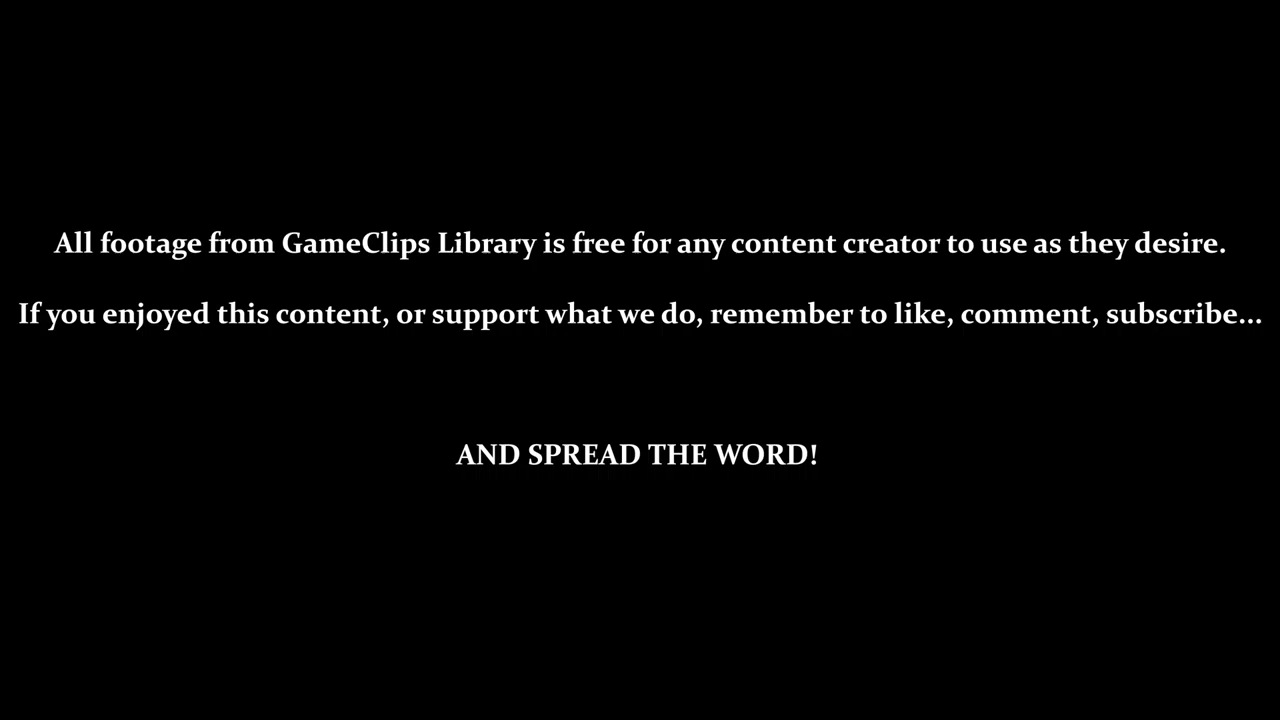 All footage from GameClips Library is free for any content creator to use as they desire.
If you enjoyed this content, or support what we do, remember to like, comment, subscribe...
AND SPREAD THE WORD!